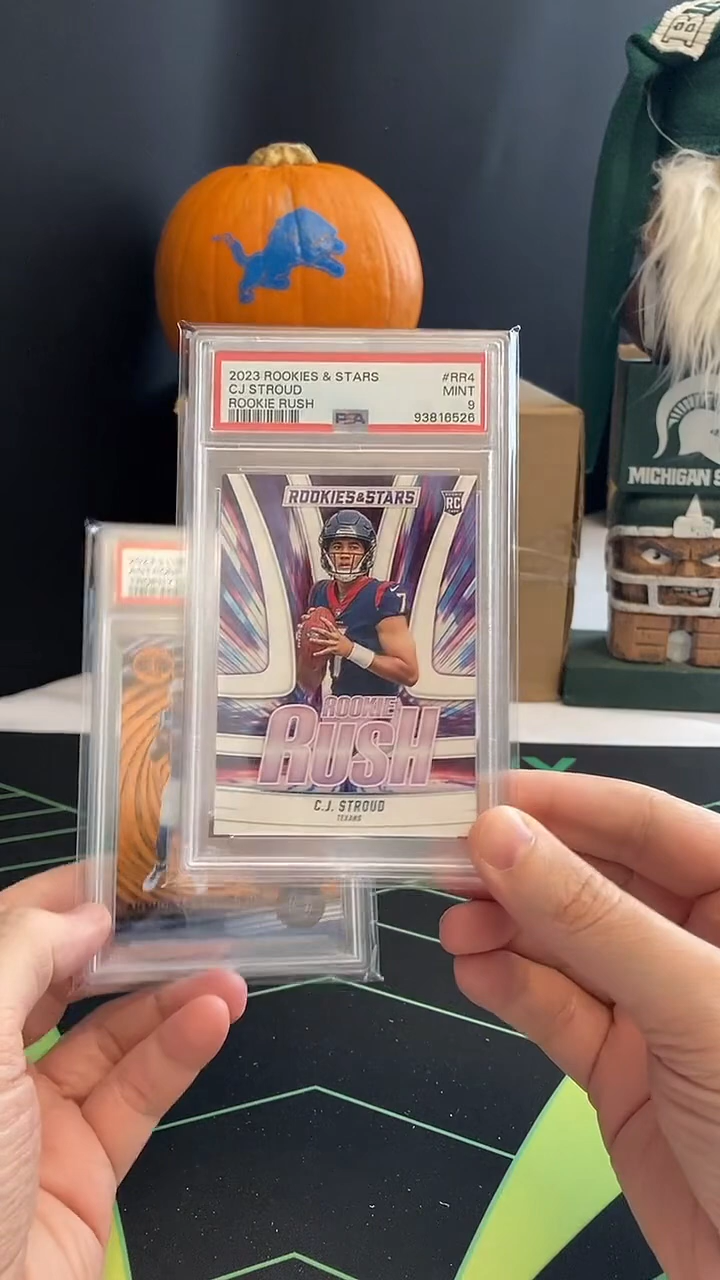 2023 ROOKIES & STARS #RR4
CJ STROUD MINT
ROOKIE RUSH 9
PSA 93816526
ROOKIES&STARS
RC
7
ROOKIE
RUSH
C.J. STROUD
TEXANS
MICHIGAN S